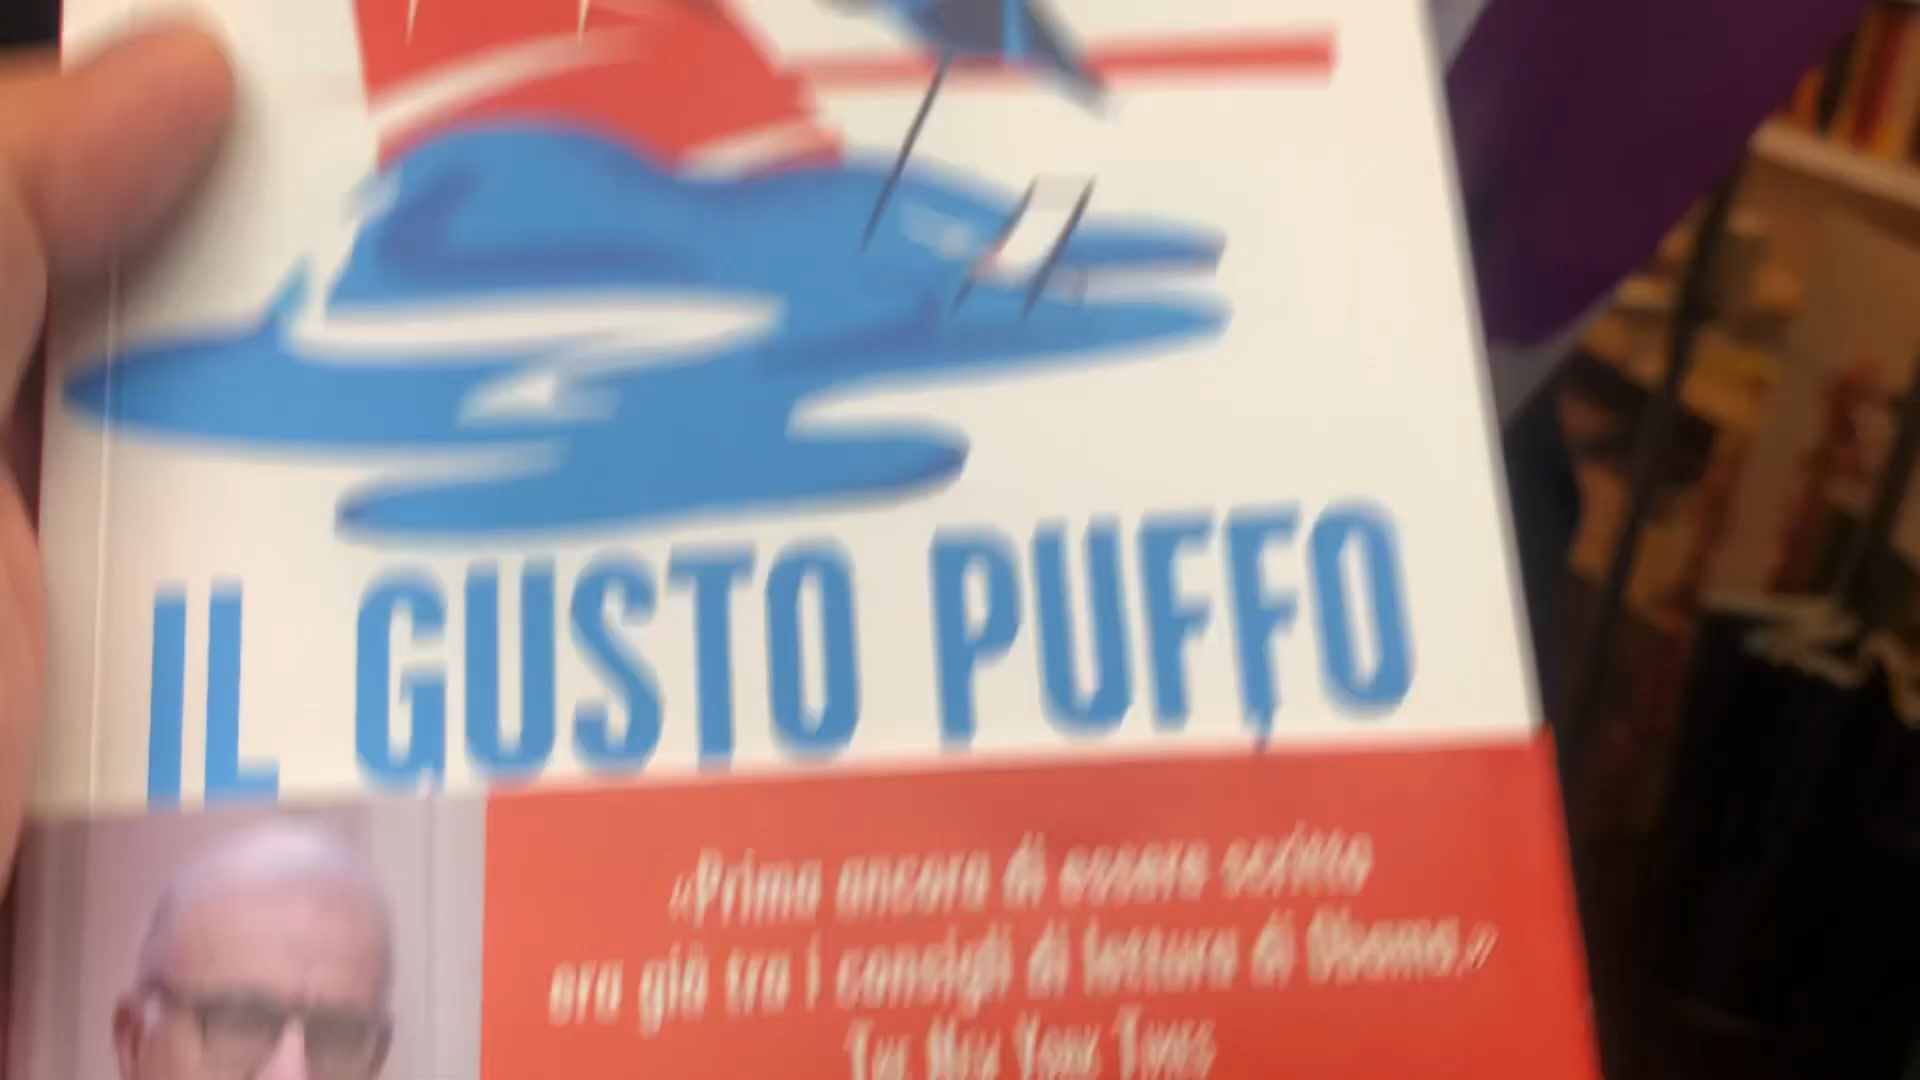 IL GUSTO PUFFO
«Prima ancora di essere scritto
era già tra i consigli di lettura di Obama.»
The New York Times